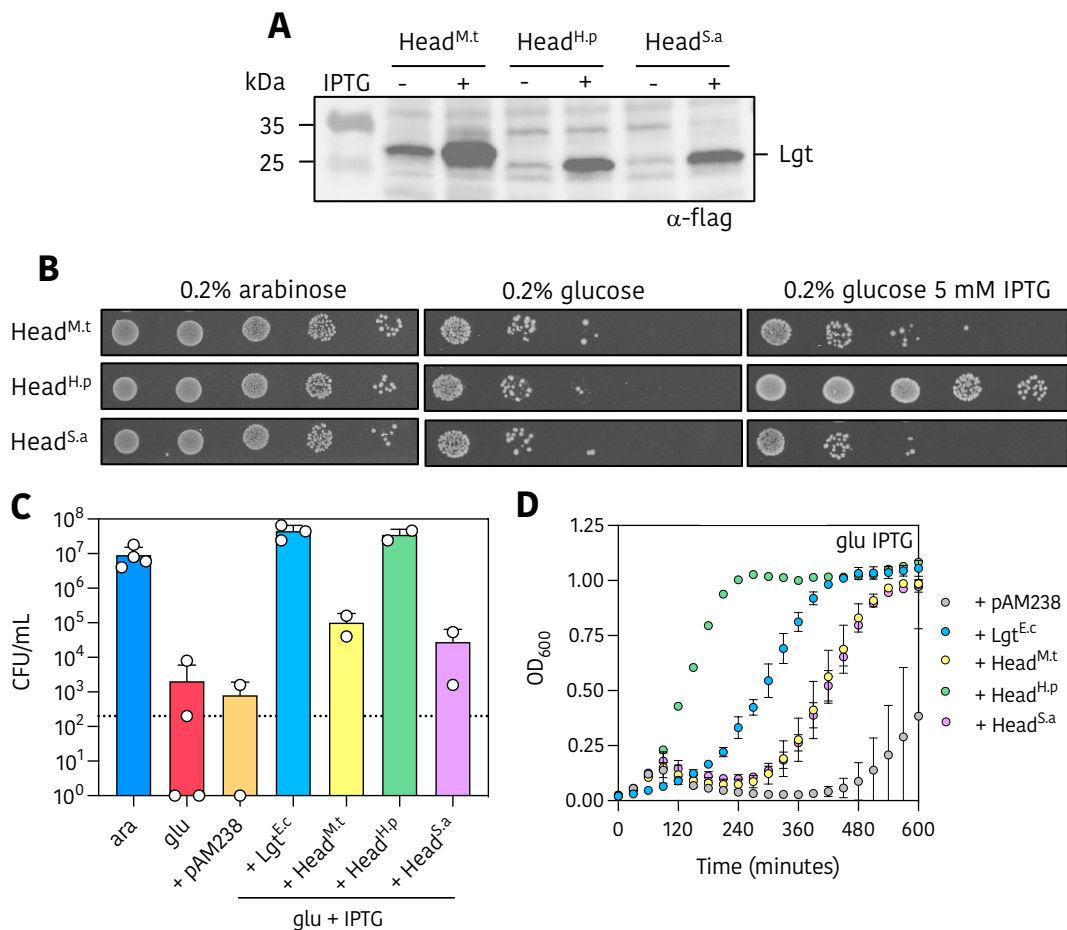 A
Head^M.t Head^H.p Head^S.a
kDa IPTG - + - + - +
35
25
Lgt
α-flag
B
0.2% arabinose 0.2% glucose 0.2% glucose 5 mM IPTG
Head^M.t
Head^H.p
Head^S.a
C
CFU/mL
10^8
10^7
10^6
10^5
10^4
10^3
10^2
10^1
10^0
ara
glu
+ pAM238
+ Lgt^E.c
+ Head^M.t
+ Head^H.p
+ Head^S.a
glu + IPTG
D
glu IPTG
OD600
1.25
1.00
0.75
0.50
0.25
0.00
0 120 240 360 480 600
Time (minutes)
+ pAM238
+ Lgt^E.c
+ Head^M.t
+ Head^H.p
+ Head^S.a